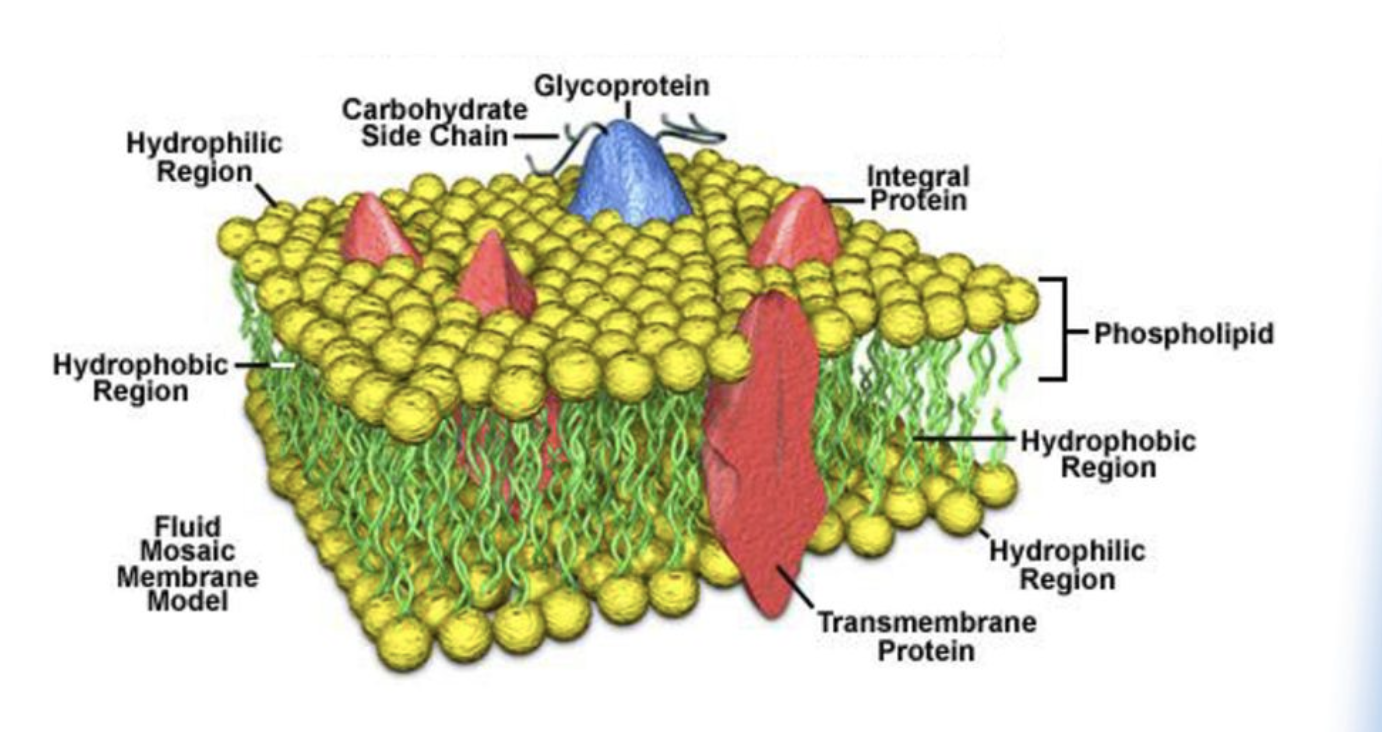 Glycoprotein
Carbohydrate
Side Chain
Hydrophilic
Region
Integral
Protein
Phospholipid
Hydrophobic
Region
Hydrophobic
Region
Fluid
Mosaic
Membrane
Model
Hydrophilic
Region
Transmembrane
Protein